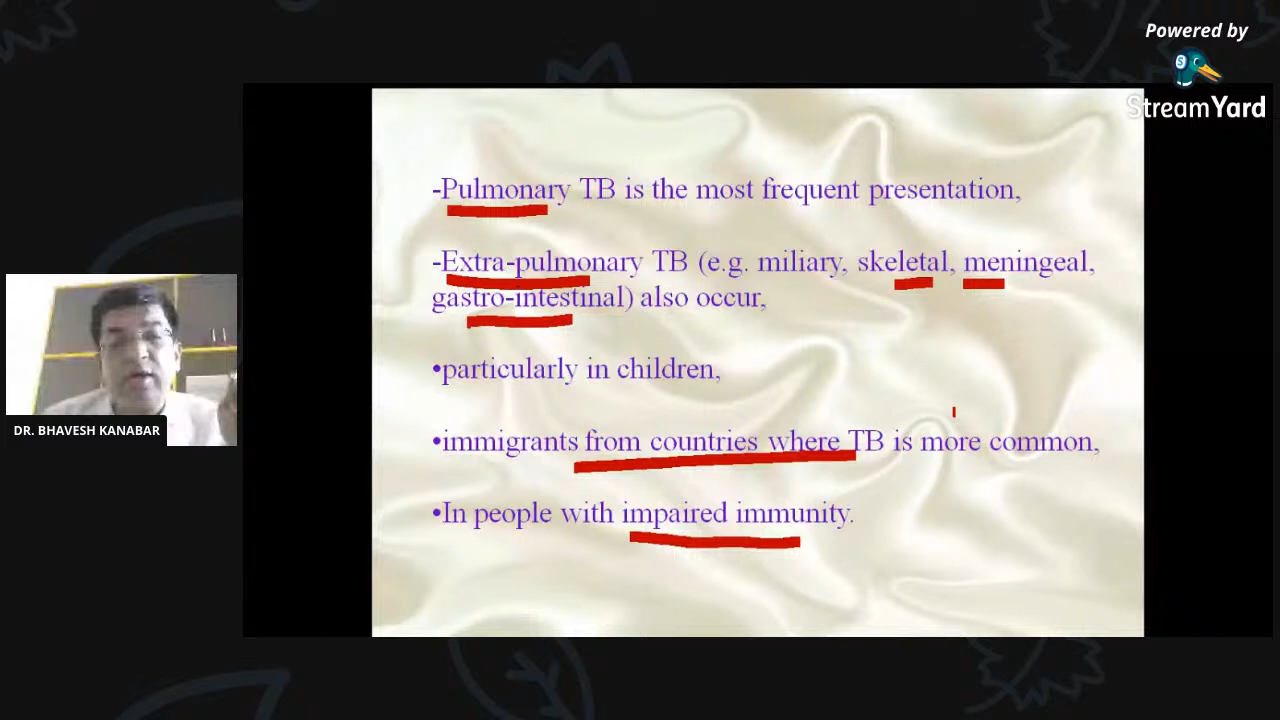 Powered by
StreamYard
-Pulmonary TB is the most frequent presentation,
-Extra-pulmonary TB (e.g. miliary, skeletal, meningeal,
gastro-intestinal) also occur,
•particularly in children,
•immigrants from countries where TB is more common,
•In people with impaired immunity.
DR. BHAVESH KANABAR